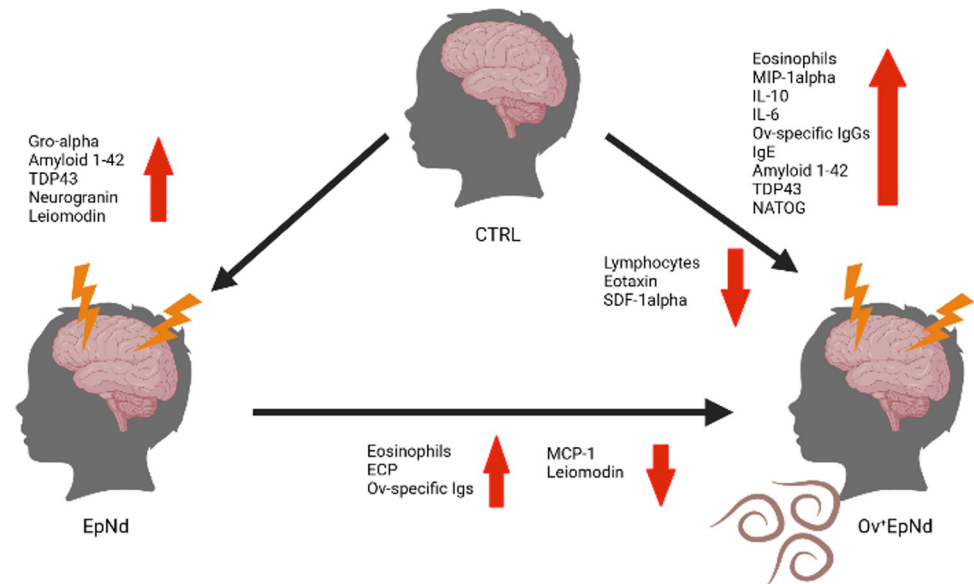 Eosinophils
MIP-1alpha
IL-10
IL-6
Ov-specific IgGs
IgE
Amyloid 1-42
TDP43
NATOG
Gro-alpha
Amyloid 1-42
TDP43
Neurogranin
Leiomodin
CTRL
Lymphocytes
Eotaxin
SDF-1alpha
Eosinophils
ECP
Ov-specific Igs
MCP-1
Leiomodin
EpNd
Ov⁺EpNd